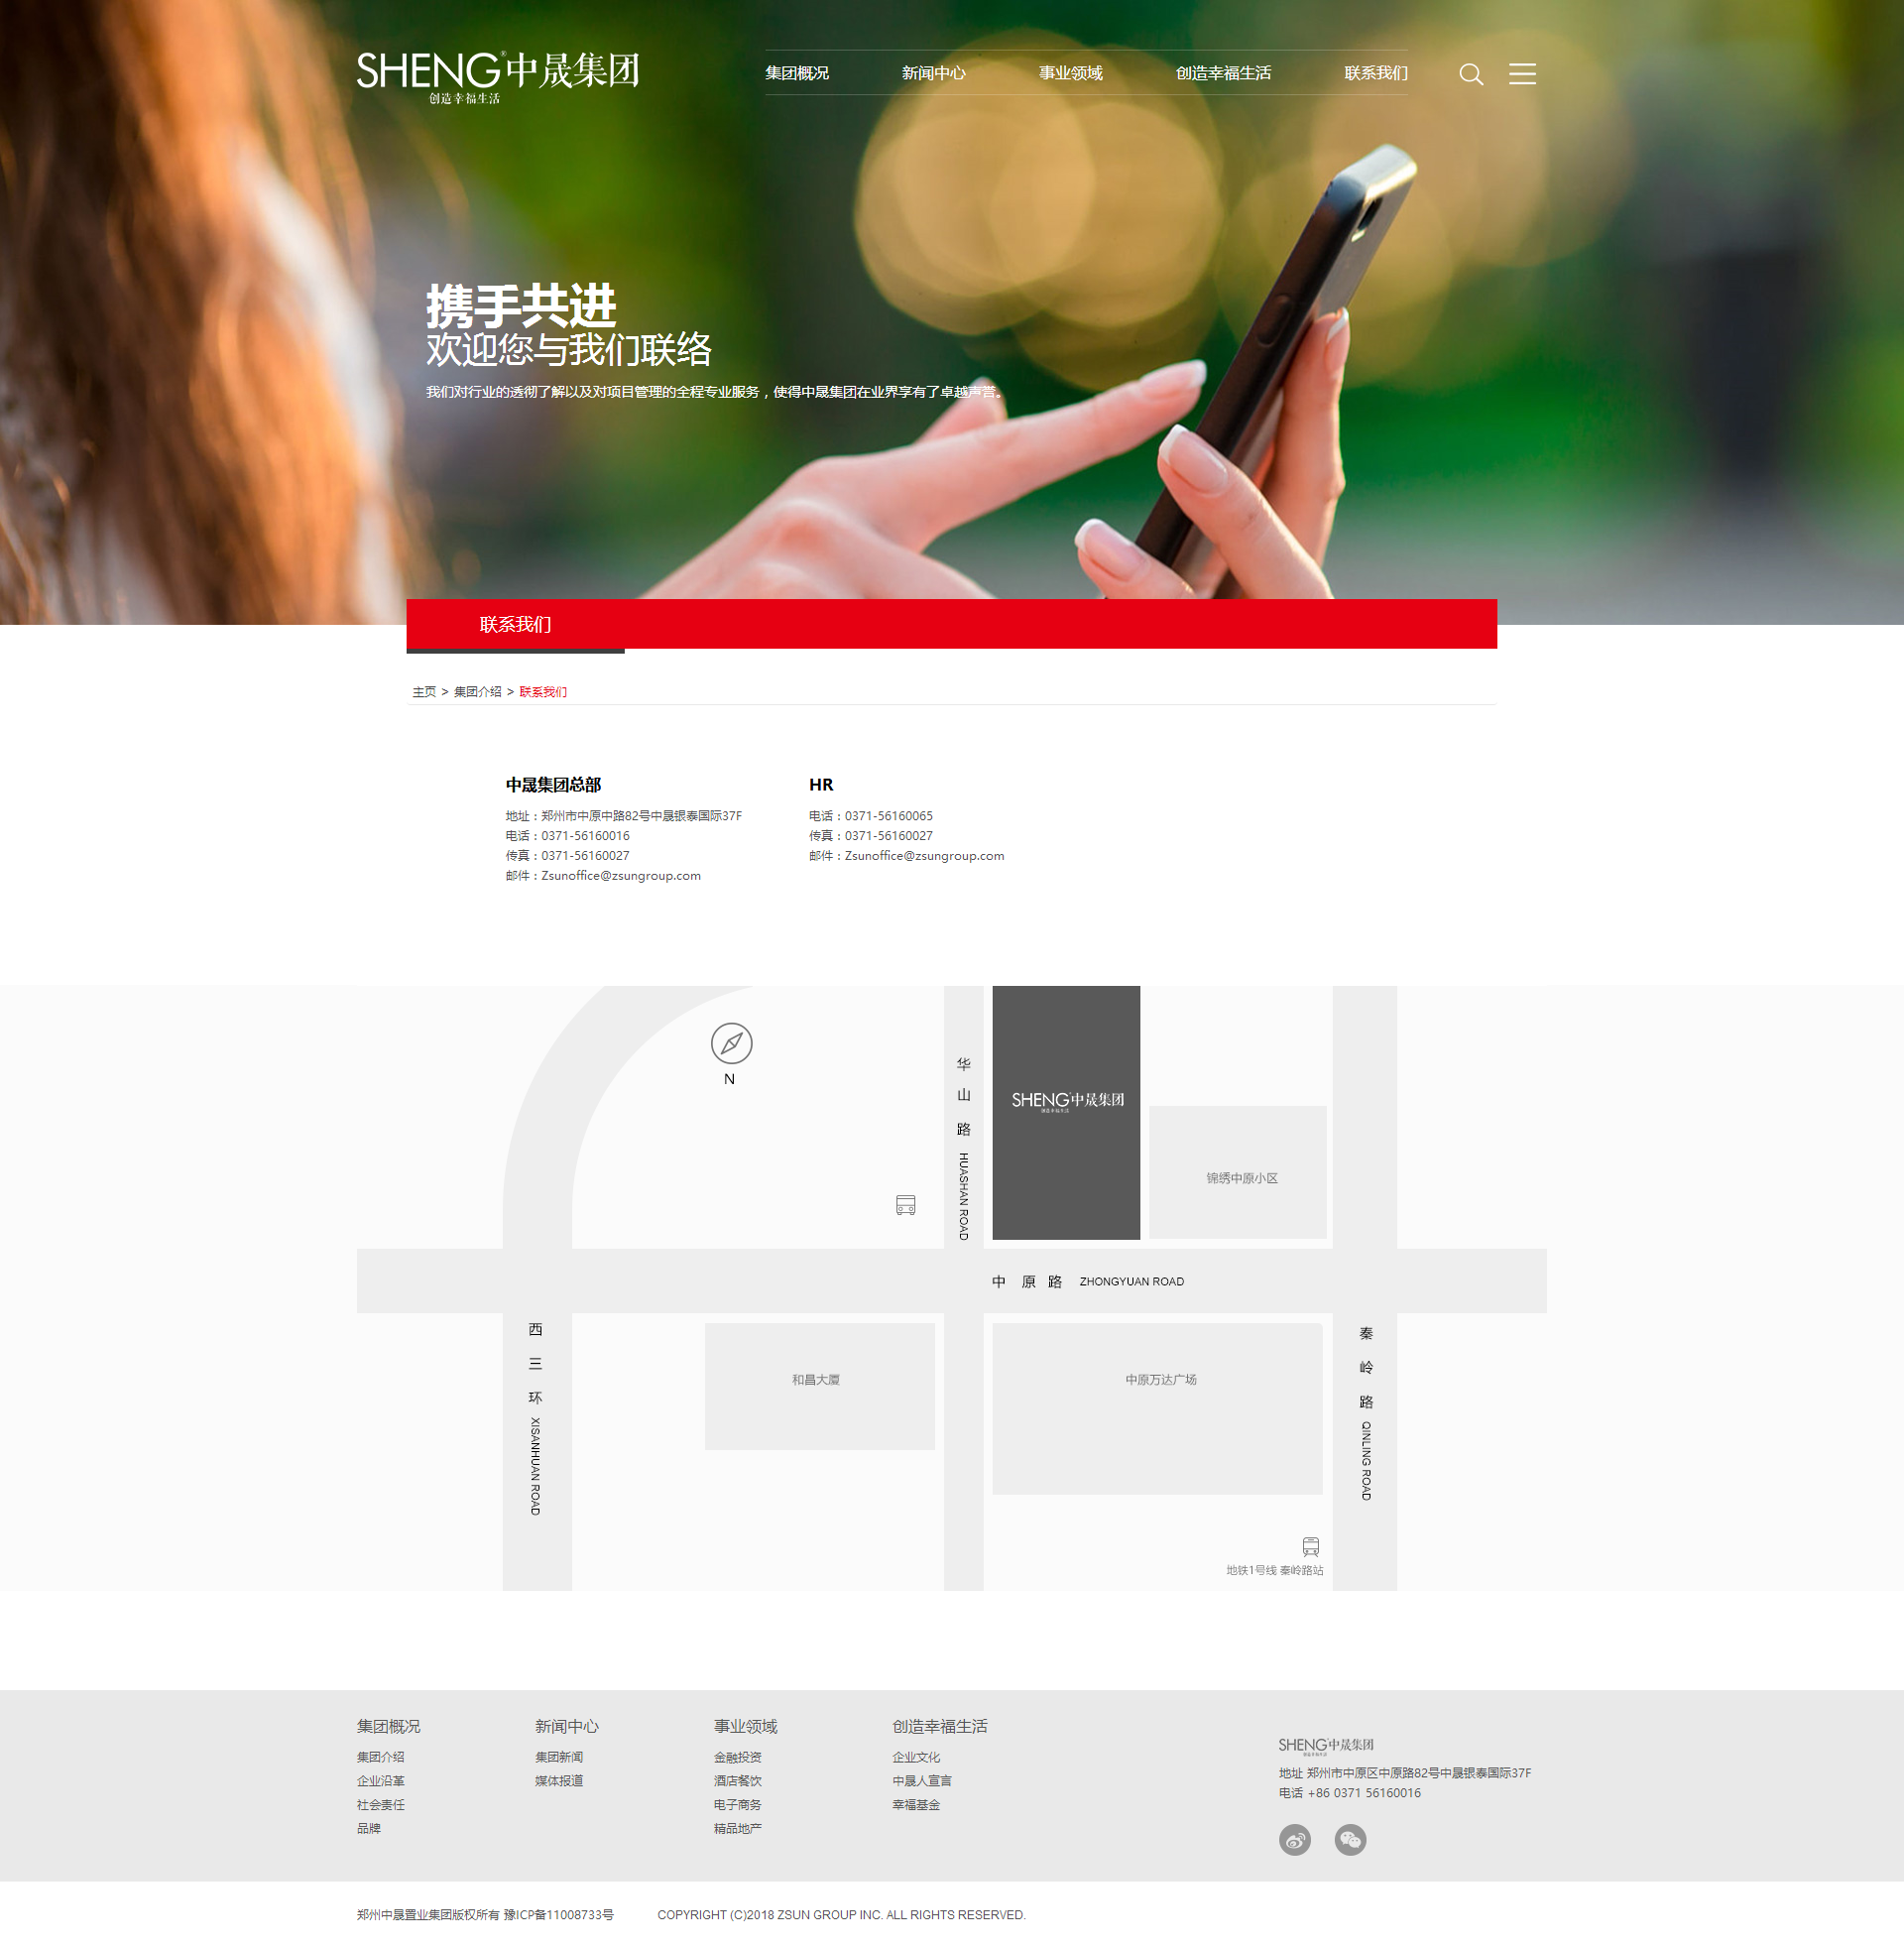 SHENG®中晟集团
创造幸福生活
集团概况 新闻中心 事业领域 创造幸福生活 联系我们
携手共进
欢迎您与我们联络
我们对行业的透彻了解以及对项目管理的全程专业服务，使得中晟集团在业界享有了卓越声誉。
联系我们
主页 > 集团介绍 > 联系我们
中晟集团总部
地址：郑州市中原中路82号中晟银泰国际37F
电话：0371-56160016
传真：0371-56160027
邮件：Zsunoffice@zsungroup.com
HR
电话：0371-56160065
传真：0371-56160027
邮件：Zsunoffice@zsungroup.com
N
华山路 HUASHAN ROAD
SHENG中晟集团
创造幸福生活
锦绣中原小区
中原路 ZHONGYUAN ROAD
西三环 XISANHUAN ROAD
和昌大厦
中原万达广场
秦岭路 QINLING ROAD
地铁1号线 秦岭路站
集团概况
集团介绍
企业沿革
社会责任
品牌
新闻中心
集团新闻
媒体报道
事业领域
金融投资
酒店餐饮
电子商务
精品地产
创造幸福生活
企业文化
中晟人宣言
幸福基金
SHENG中晟集团
创造幸福生活
地址 郑州市中原区中原路82号中晟银泰国际37F
电话 +86 0371 56160016
郑州中晟置业集团版权所有 豫ICP备11008733号 COPYRIGHT (C)2018 ZSUN GROUP INC. ALL RIGHTS RESERVED.